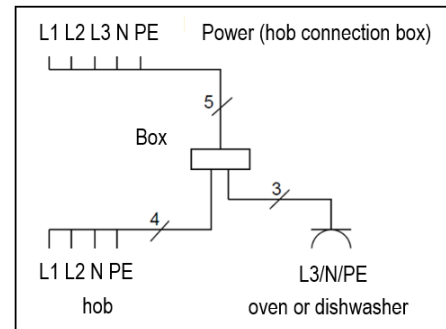 L1 L2 L3 N PE Power (hob connection box)
5
Box
3
4
L1 L2 N PE
L3/N/PE
hob
oven or dishwasher